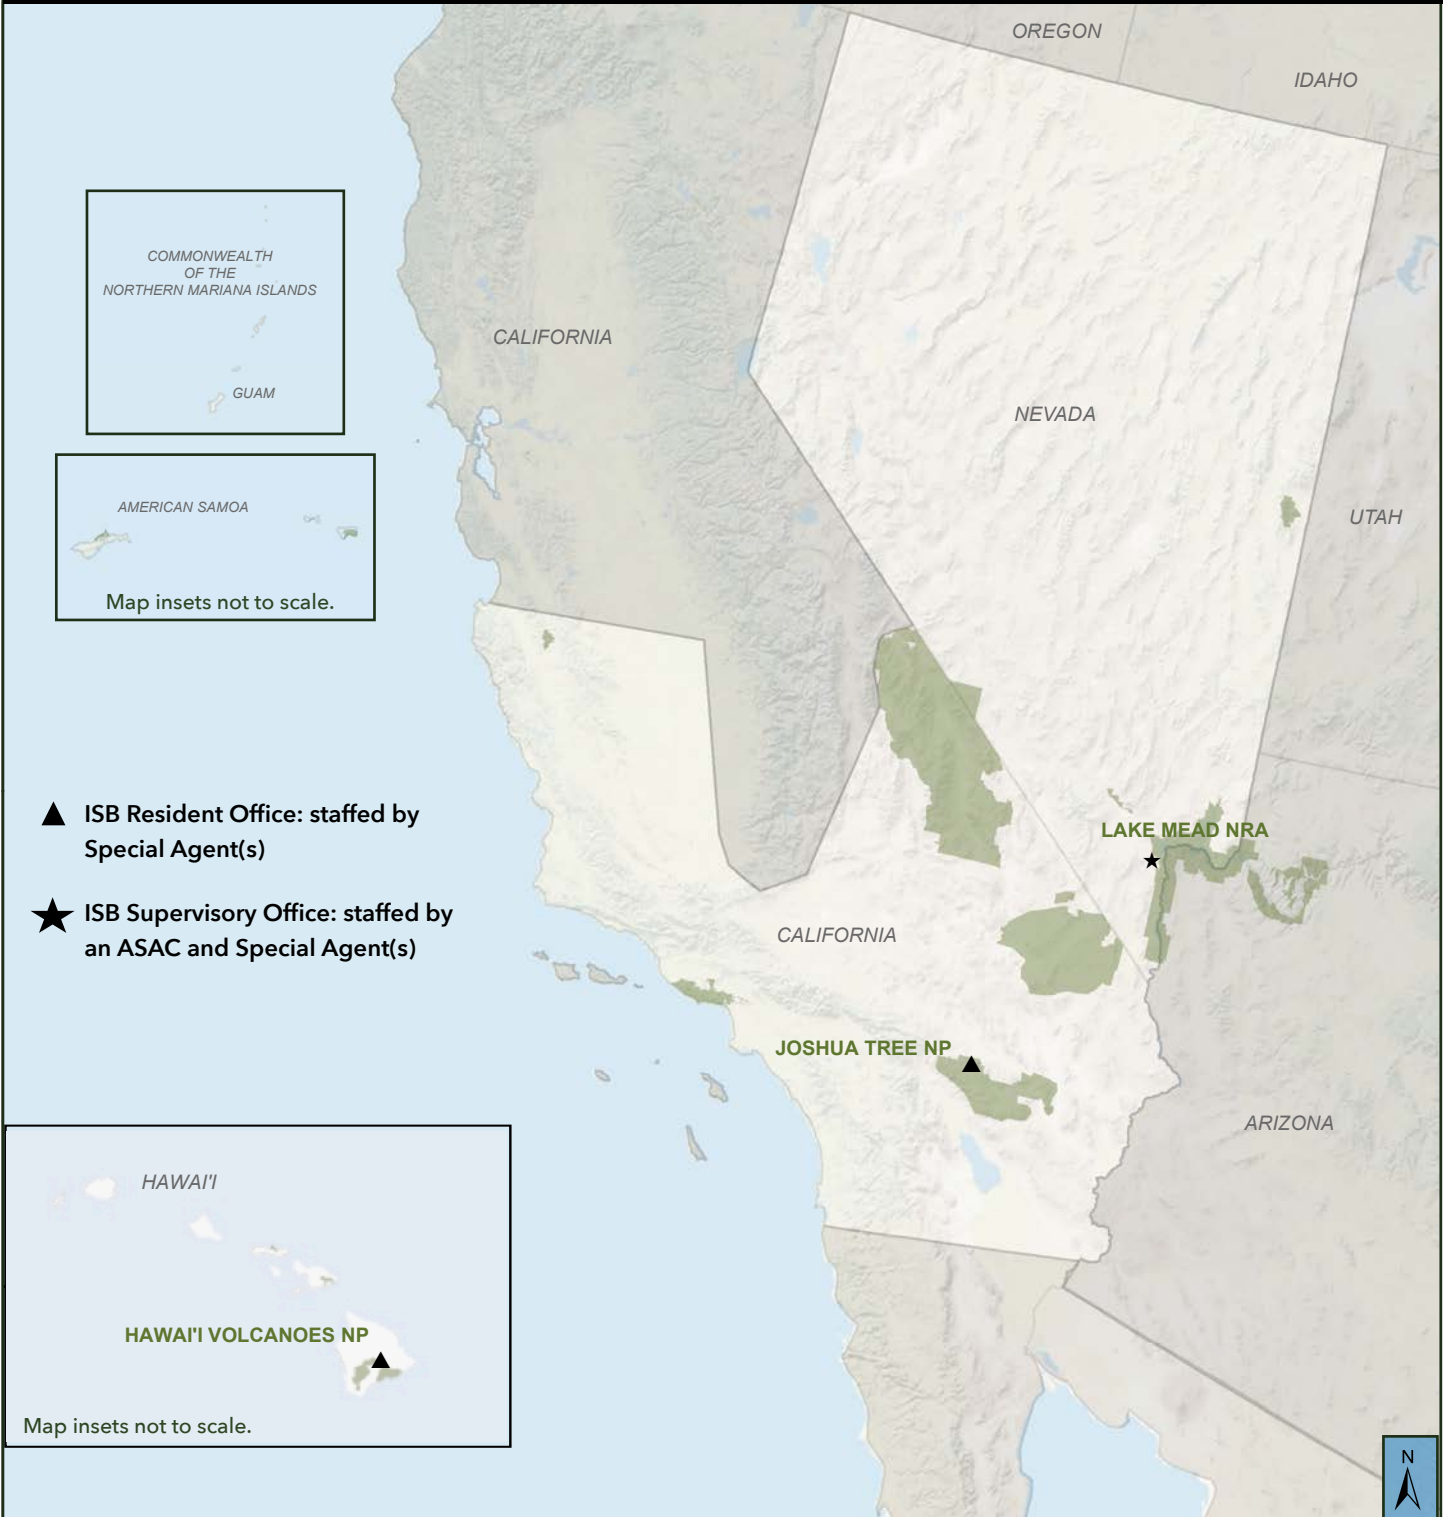 OREGON
IDAHO
COMMONWEALTH
OF THE
NORTHERN MARIANA ISLANDS
GUAM
CALIFORNIA
NEVADA
AMERICAN SAMOA
Map insets not to scale.
UTAH
▲ ISB Resident Office: staffed by
Special Agent(s)
★ ISB Supervisory Office: staffed by
an ASAC and Special Agent(s)
LAKE MEAD NRA
CALIFORNIA
JOSHUA TREE NP
ARIZONA
HAWAI'I
HAWAI'I VOLCANOES NP
Map insets not to scale.
N